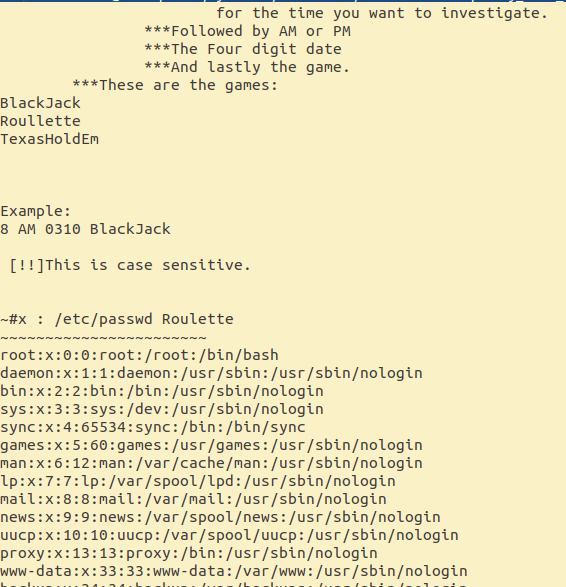 for the time you want to investigate.
***Followed by AM or PM
***The Four digit date
***And lastly the game.
***These are the games:
BlackJack
Roullette
TexasHoldEm
Example:
8 AM 0310 BlackJack
[!!]This is case sensitive.
~#x : /etc/passwd Roulette
~~~~~~~~~~~~~~~~~~~~~~~
root:x:0:0:root:/root:/bin/bash
daemon:x:1:1:daemon:/usr/sbin:/usr/sbin/nologin
bin:x:2:2:bin:/bin:/usr/sbin/nologin
sys:x:3:3:sys:/dev:/usr/sbin/nologin
sync:x:4:65534:sync:/bin:/bin/sync
games:x:5:60:games:/usr/games:/usr/sbin/nologin
man:x:6:12:man:/var/cache/man:/usr/sbin/nologin
lp:x:7:7:lp:/var/spool/lpd:/usr/sbin/nologin
mail:x:8:8:mail:/var/mail:/usr/sbin/nologin
news:x:9:9:news:/var/spool/news:/usr/sbin/nologin
uucp:x:10:10:uucp:/var/spool/uucp:/usr/sbin/nologin
proxy:x:13:13:proxy:/bin:/usr/sbin/nologin
www-data:x:33:33:www-data:/var/www:/usr/sbin/nologin